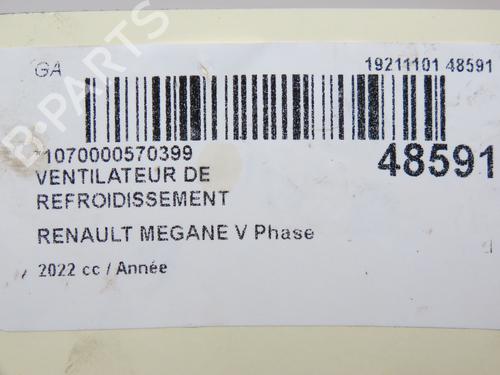 GA
19211101 48591
*1070000570399
48591
VENTILATEUR DE
REFROIDISSEMENT
RENAULT MEGANE V Phase
2022 cc / Année
B-PARTS